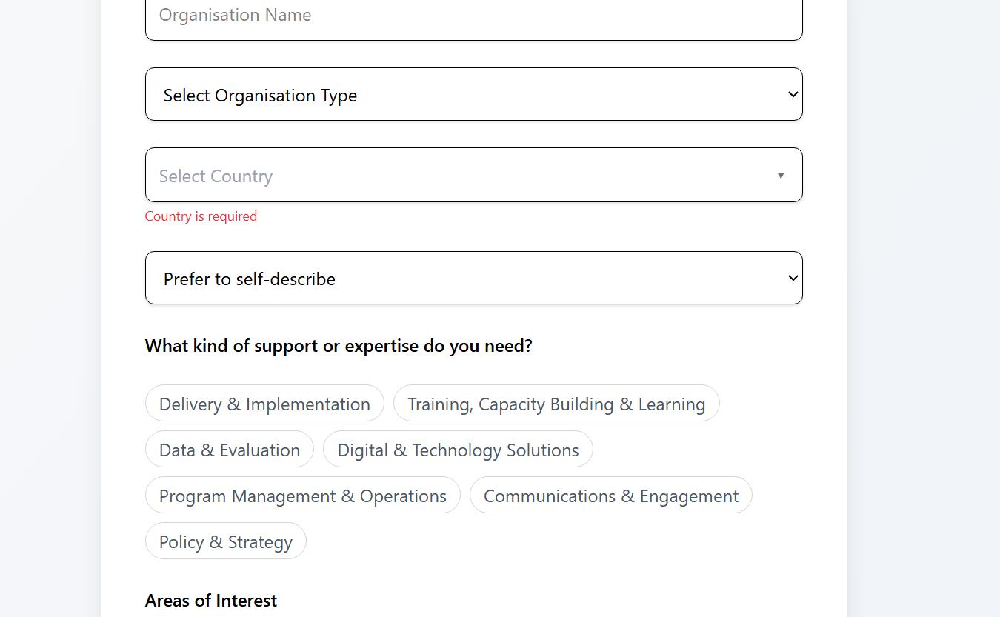 Organisation Name
Select Organisation Type
Select Country
Country is required
Prefer to self-describe
What kind of support or expertise do you need?
Delivery & Implementation
Training, Capacity Building & Learning
Data & Evaluation
Digital & Technology Solutions
Program Management & Operations
Communications & Engagement
Policy & Strategy
Areas of Interest